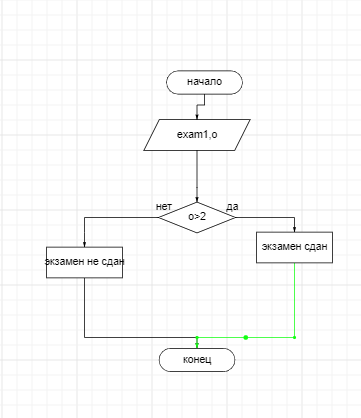 начало
exam1,o
нет
да
o>2
экзамен не сдан
экзамен сдан
конец